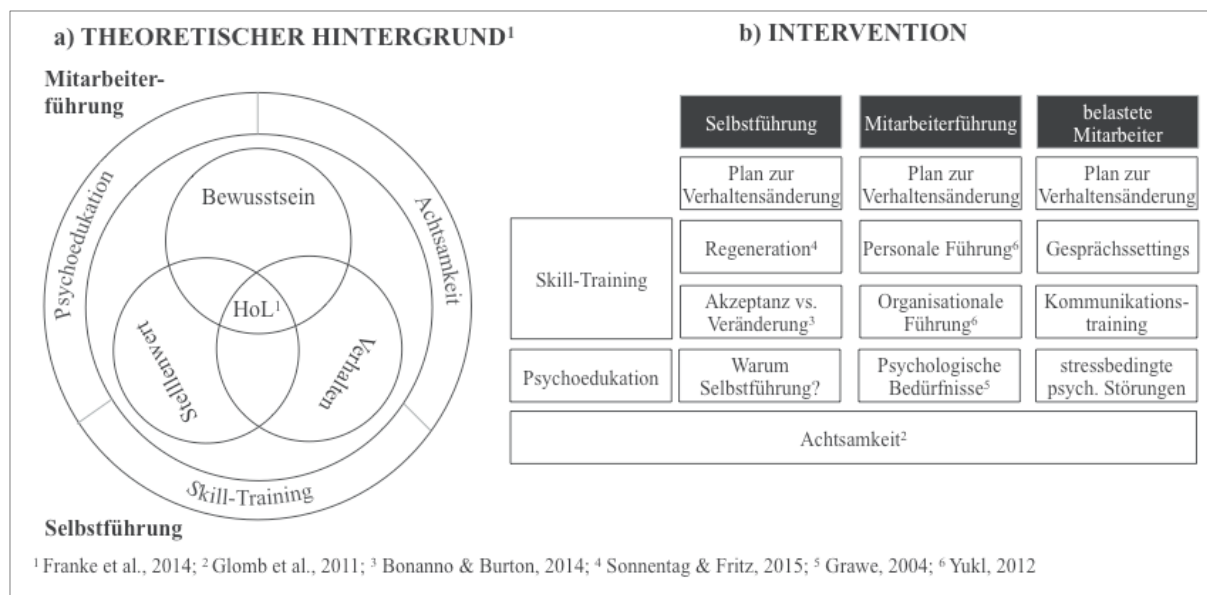 a) THEORETISCHER HINTERGRUND¹
Mitarbeiter-
führung
Psychoedukation
Achtsamkeit
Bewusstsein
HoL¹
Stelllenwert
Verhalten
Skill-Training
Selbstführung
b) INTERVENTION
Selbstführung
Mitarbeiterführung
belastete
Mitarbeiter
Plan zur
Verhaltensänderung
Plan zur
Verhaltensänderung
Plan zur
Verhaltensänderung
Skill-Training
Regeneration⁴
Personale Führung⁶
Gesprächssettings
Akzeptanz vs.
Veränderung³
Organisationale
Führung⁶
Kommunikations-
training
Psychoedukation
Warum
Selbstführung?
Psychologische
Bedürfnisse⁵
stressbedingte
psych. Störungen
Achtsamkeit²
¹ Franke et al., 2014; ² Glomb et al., 2011; ³ Bonanno & Burton, 2014; ⁴ Sonnentag & Fritz, 2015; ⁵ Grawe, 2004; ⁶ Yukl, 2012